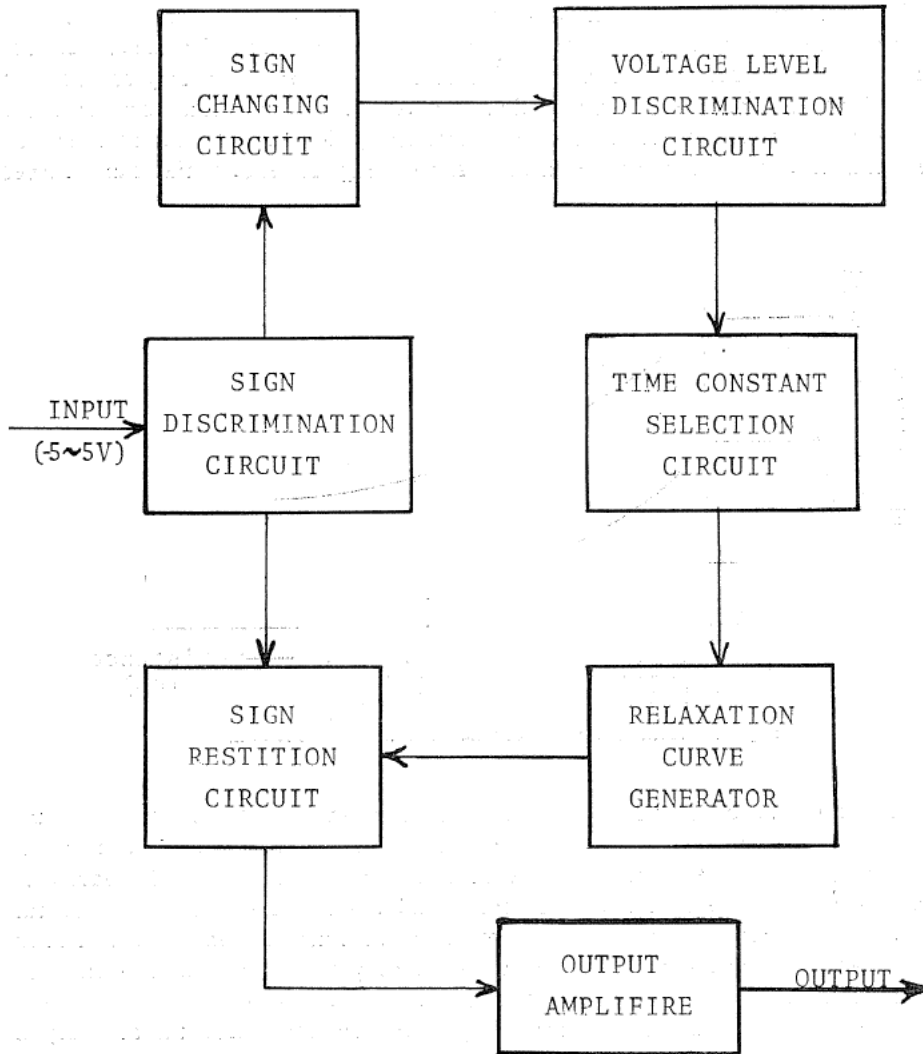 SIGN
CHANGING
CIRCUIT
VOLTAGE LEVEL
DISCRIMINATION
CIRCUIT
INPUT
(-5~5V)
SIGN
DISCRIMINATION
CIRCUIT
TIME CONSTANT
SELECTION
CIRCUIT
SIGN
RESTITION
CIRCUIT
RELAXATION
CURVE
GENERATOR
OUTPUT
AMPLIFIRE
OUTPUT